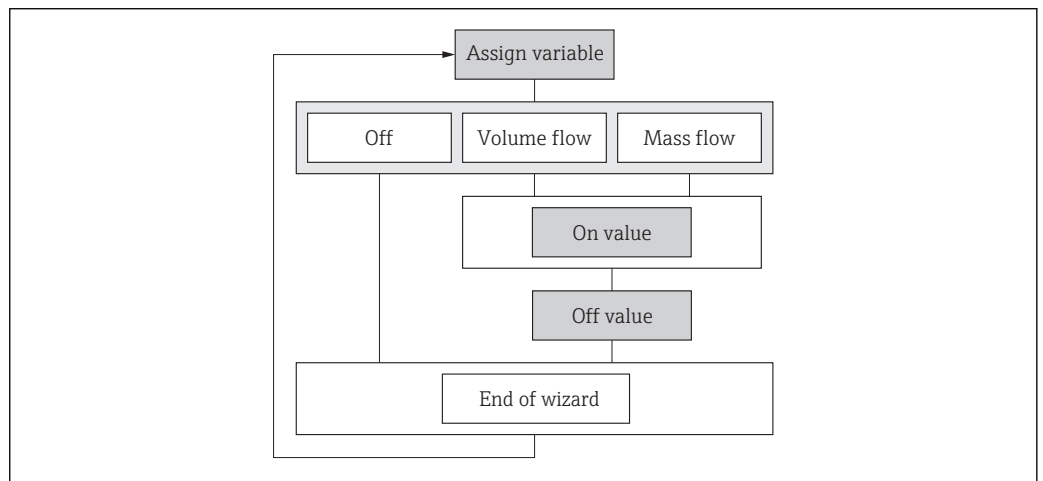 Assign variable
Off
Volume flow
Mass flow
On value
Off value
End of wizard